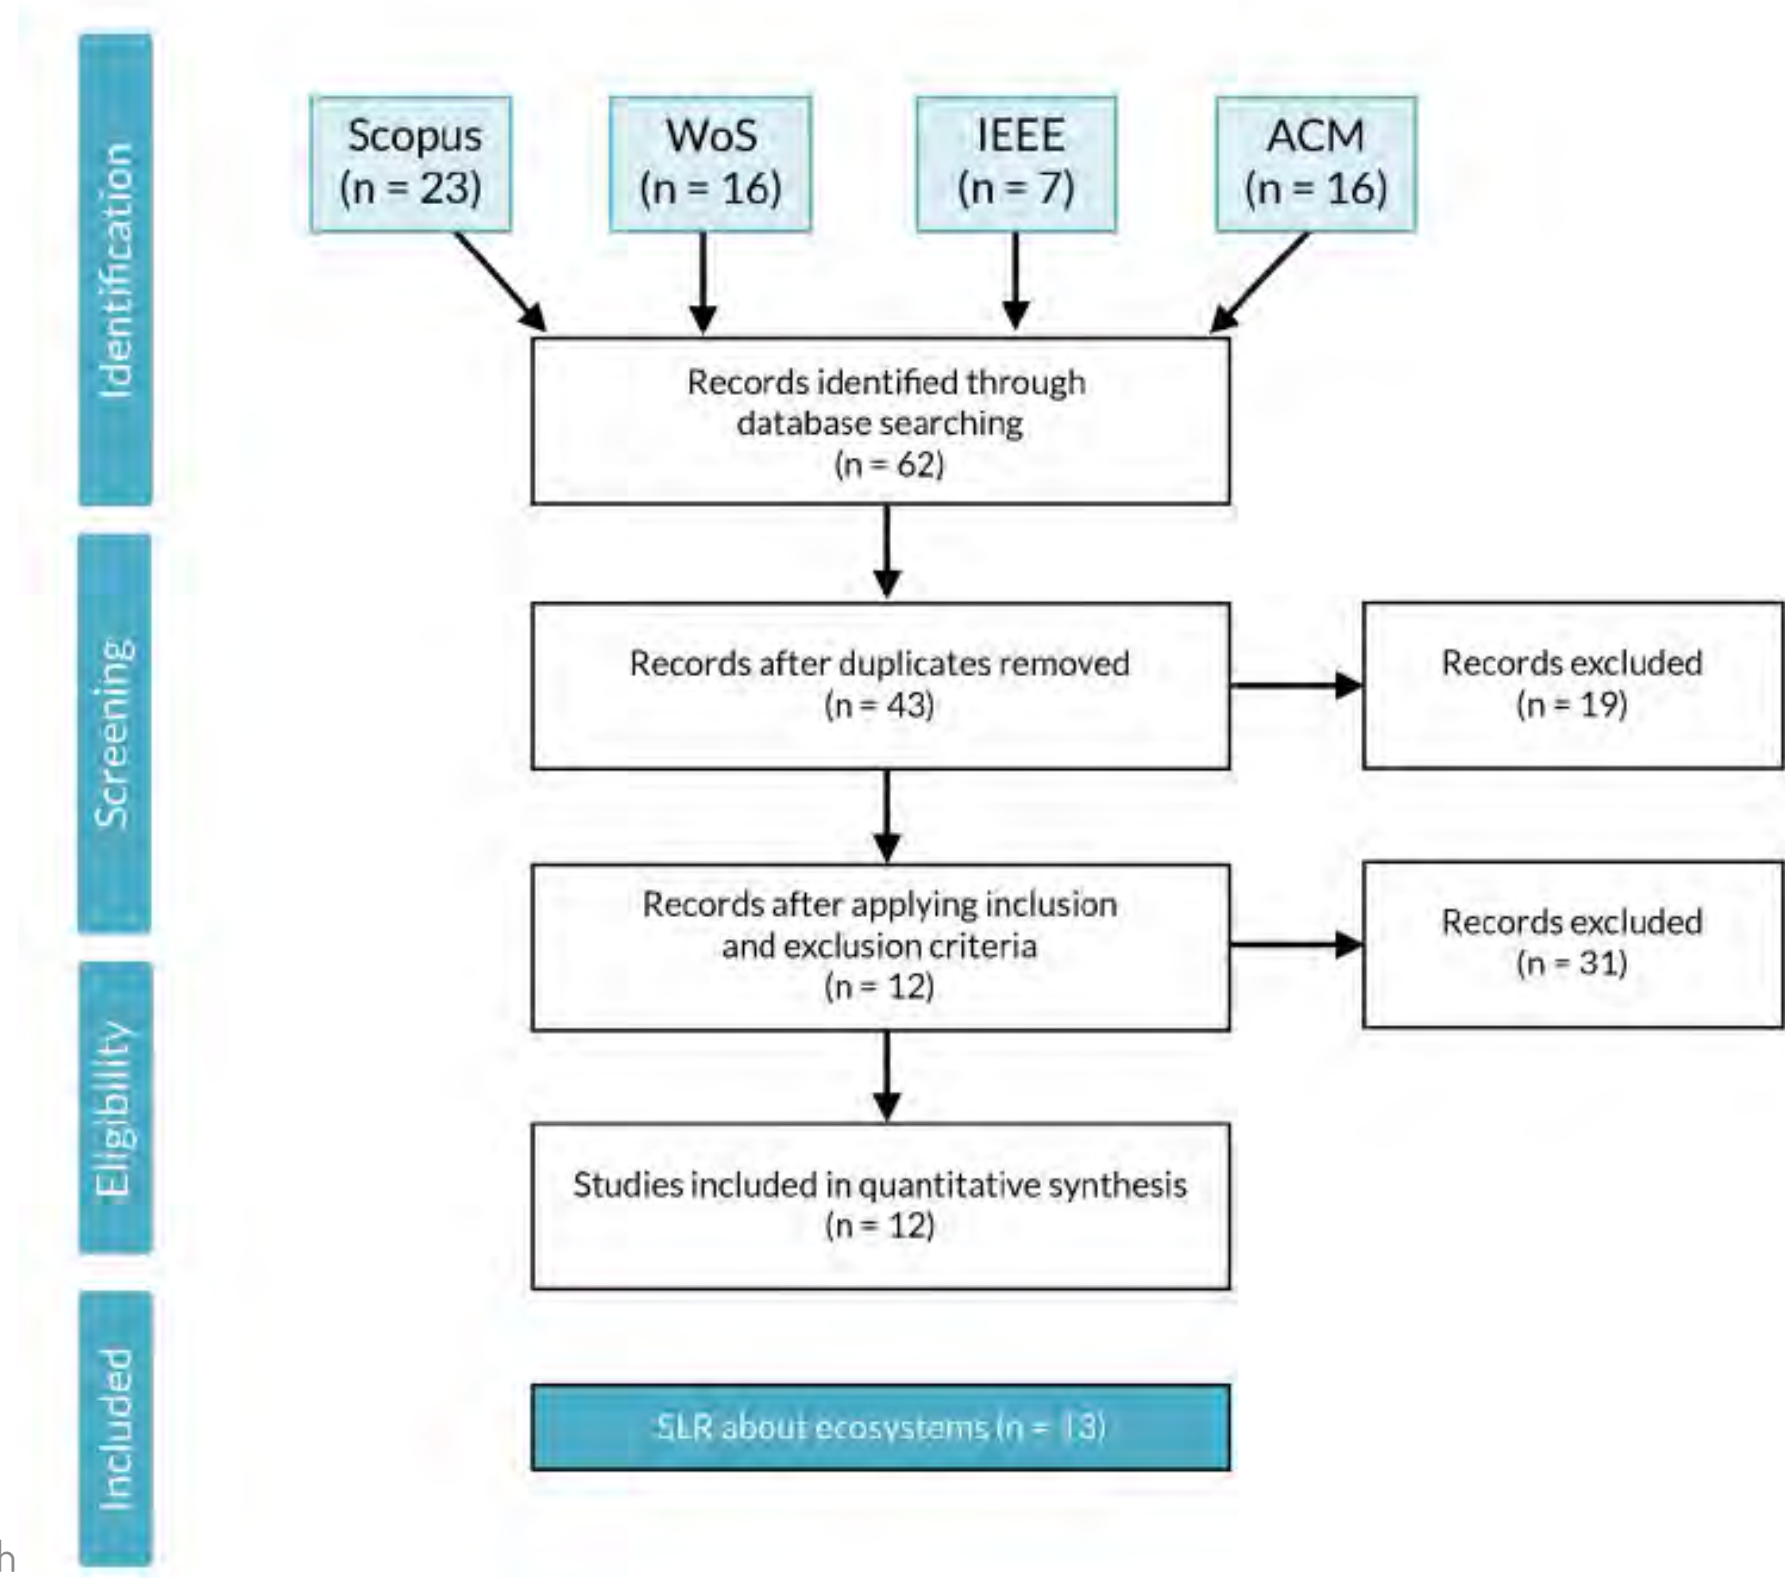 Identification
Scopus
(n = 23)
WoS
(n = 16)
IEEE
(n = 7)
ACM
(n = 16)
Records identified through
database searching
(n = 62)
Screening
Records after duplicates removed
(n = 43)
Records excluded
(n = 19)
Records after applying inclusion
and exclusion criteria
(n = 12)
Records excluded
(n = 31)
Eligibility
Studies included in quantitative synthesis
(n = 12)
Included
SLR about ecosystems (n = 13)
h